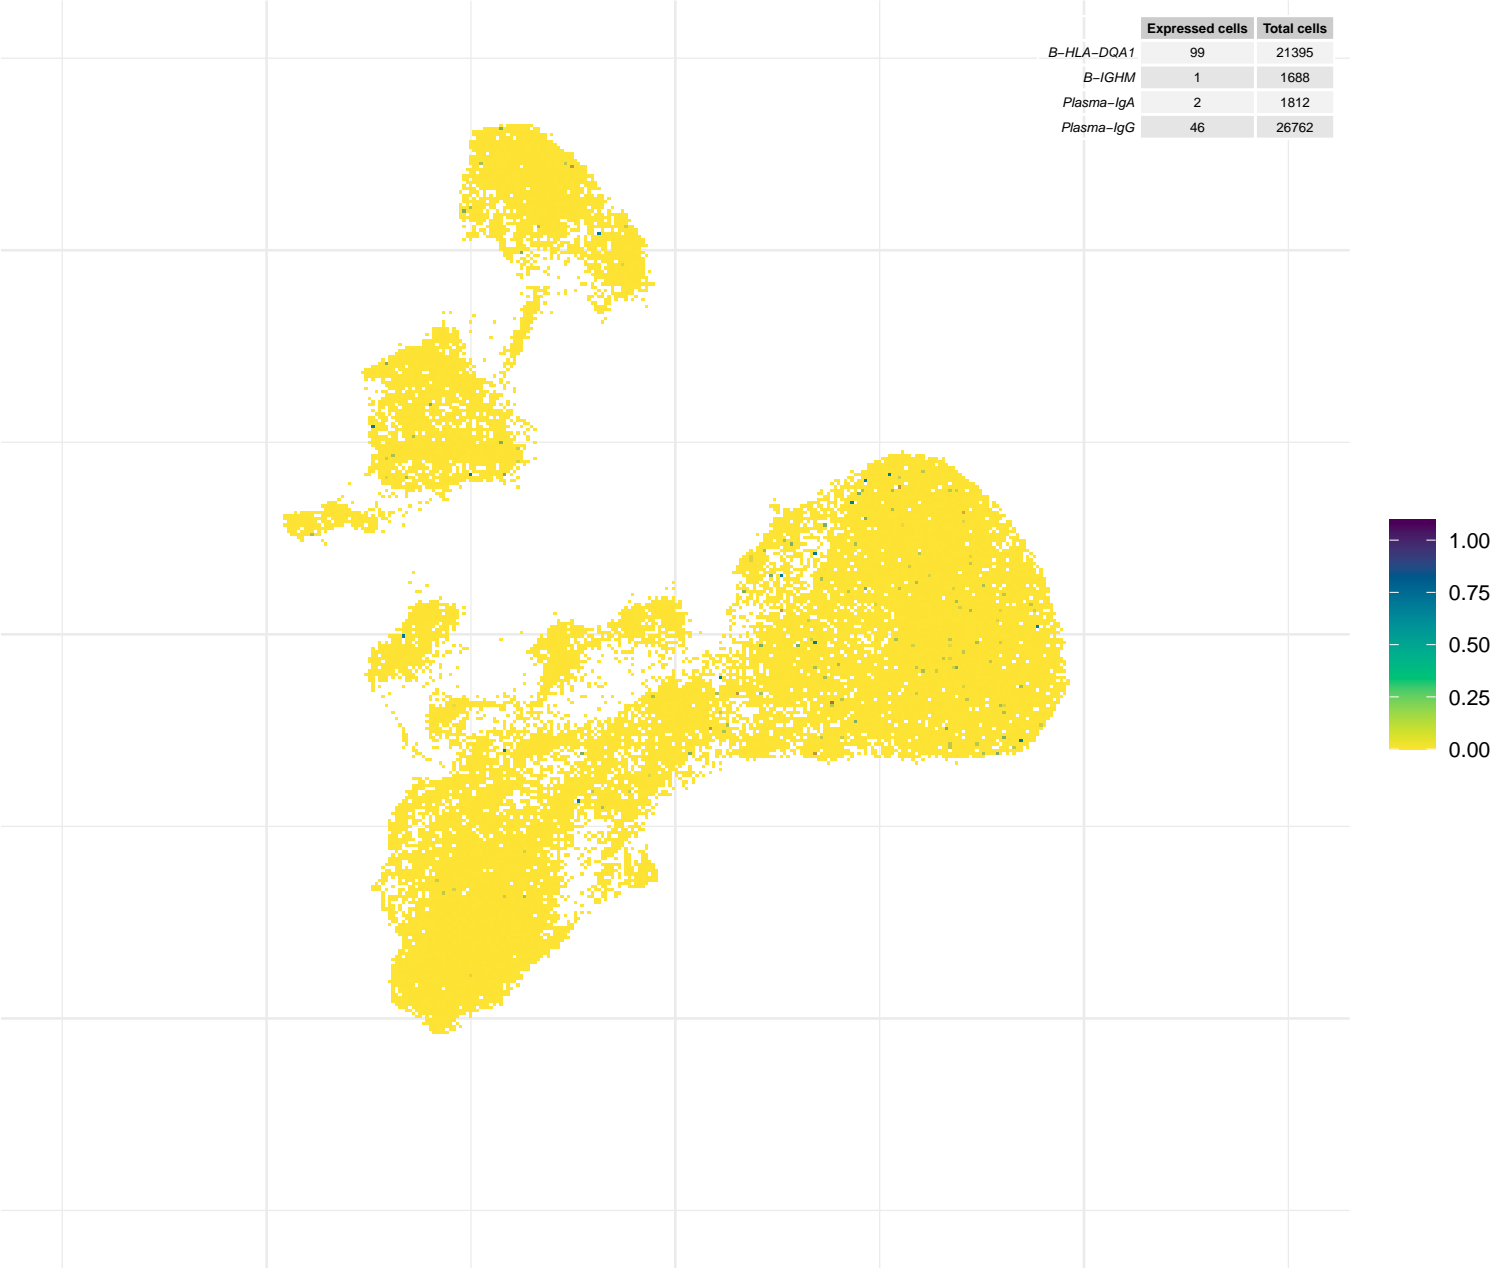 Expressed cells Total cells
B−HLA−DQA1 99 21395
B−IGHM 1 1688
Plasma−IgA 2 1812
Plasma−IgG 46 26762
1.00
0.75
0.50
0.25
0.00